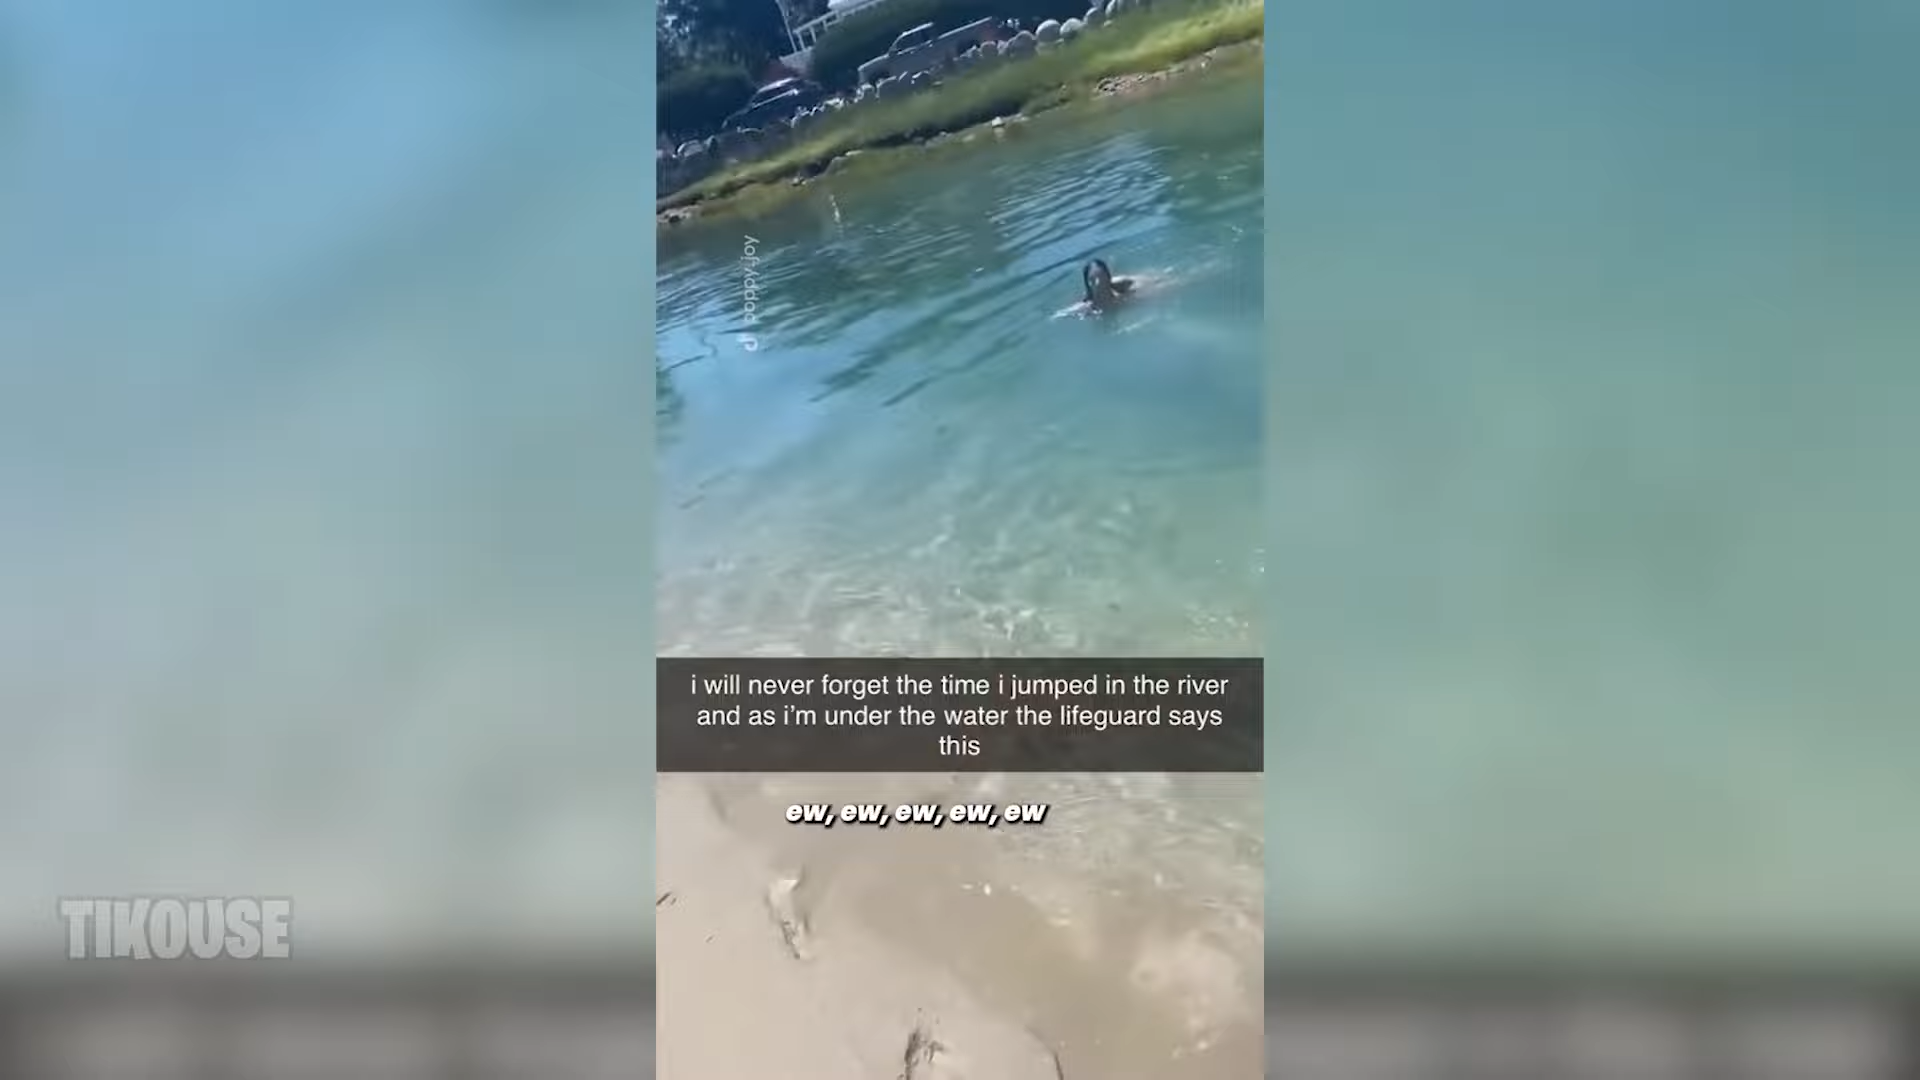 poppyjjoy
i will never forget the time i jumped in the river
and as i’m under the water the lifeguard says
this
ew, ew, ew, ew, ew
TIKOUSE